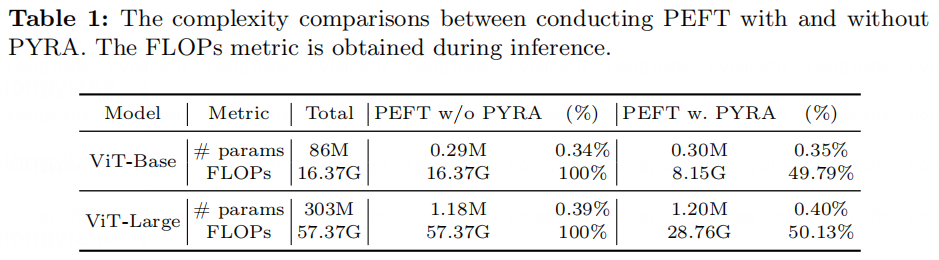 Table 1: The complexity comparisons between conducting PEFT with and without
PYRA. The FLOPs metric is obtained during inference.
Model Metric Total PEFT w/o PYRA (%) PEFT w. PYRA (%)
ViT-Base # params 86M 0.29M 0.34% 0.30M 0.35%
FLOPs 16.37G 16.37G 100% 8.15G 49.79%
ViT-Large # params 303M 1.18M 0.39% 1.20M 0.40%
FLOPs 57.37G 57.37G 100% 28.76G 50.13%